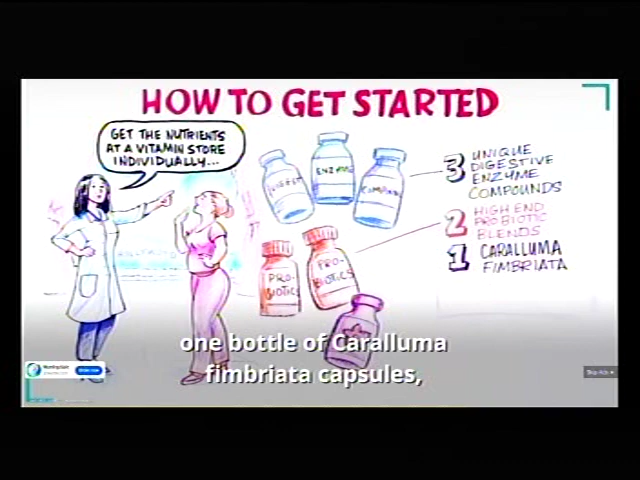 HOW TO GET STARTED
GET THE NUTRIENTS
AT A VITAMIN STORE
INDIVIDUALLY...
ENZYME
3 UNIQUE
DIGESTIVE
ENZYME
COMPOUNDS
2 HIGH END
PROBIOTIC
BLENDS
1 CARALLUMA
FIMBRIATA
PRO-
BIOTICS
PRO-
BIOTICS
one bottle of Caralluma
fimbriata capsules,